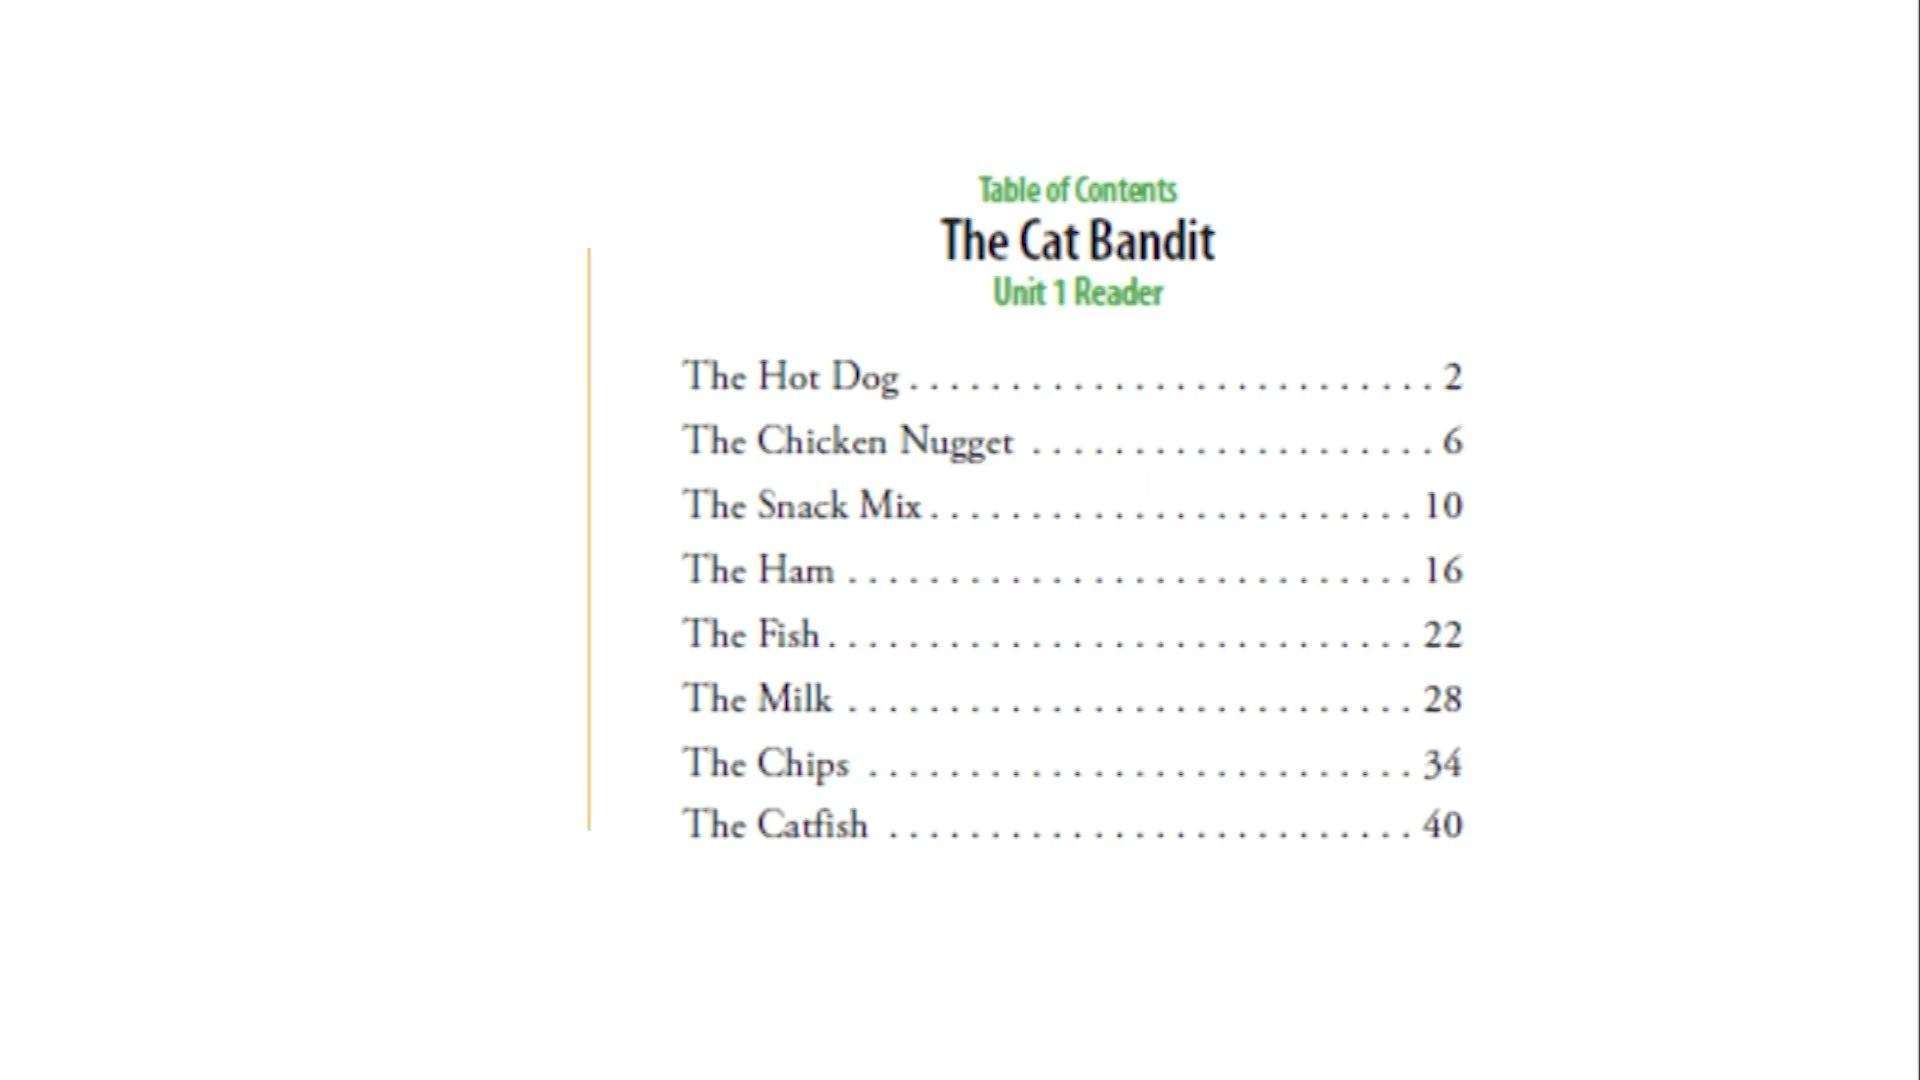 Table of Contents
The Cat Bandit
Unit 1 Reader
The Hot Dog . . . . . . . . . . . . . . . . . . . . . . . . . . 2
The Chicken Nugget . . . . . . . . . . . . . . . . . . . . 6
The Snack Mix . . . . . . . . . . . . . . . . . . . . . . . . 10
The Ham . . . . . . . . . . . . . . . . . . . . . . . . . . . . 16
The Fish . . . . . . . . . . . . . . . . . . . . . . . . . . . . . 22
The Milk . . . . . . . . . . . . . . . . . . . . . . . . . . . . 28
The Chips . . . . . . . . . . . . . . . . . . . . . . . . . . . 34
The Catfish . . . . . . . . . . . . . . . . . . . . . . . . . . 40